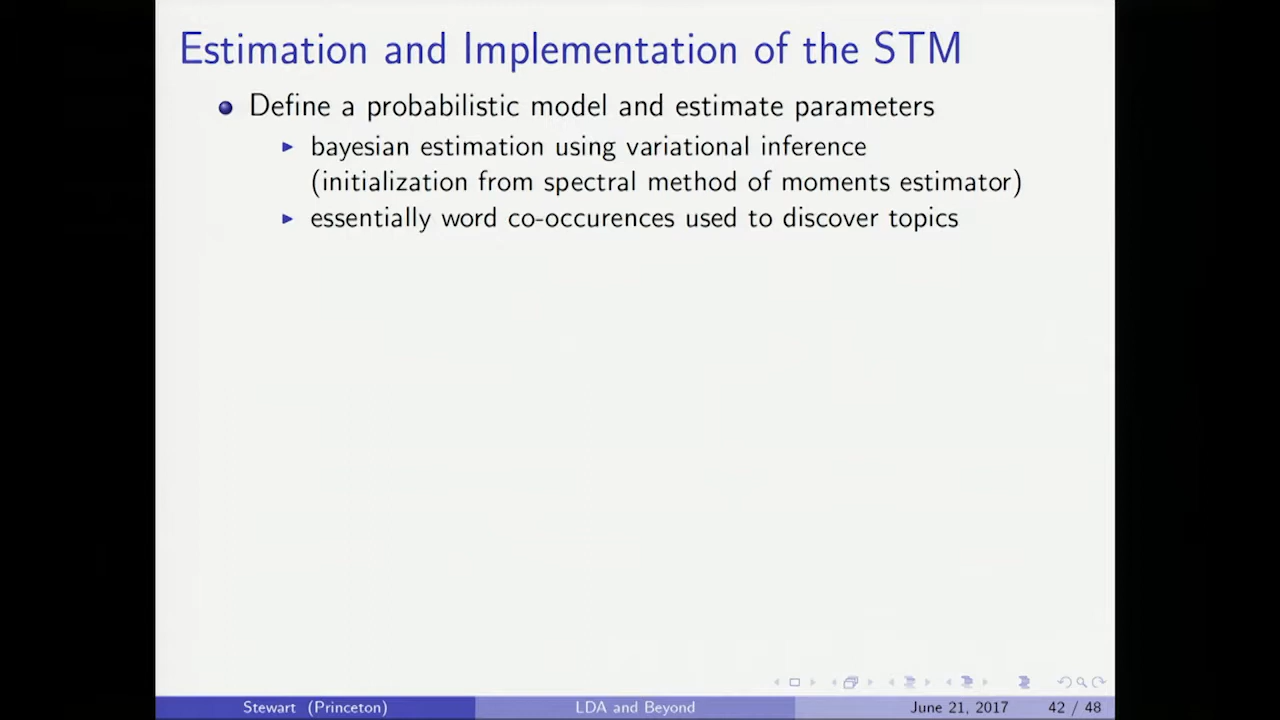 Estimation and Implementation of the STM
Define a probabilistic model and estimate parameters
bayesian estimation using variational inference
(initialization from spectral method of moments estimator)
essentially word co-occurences used to discover topics
Stewart (Princeton) LDA and Beyond June 21, 2017 42 / 48